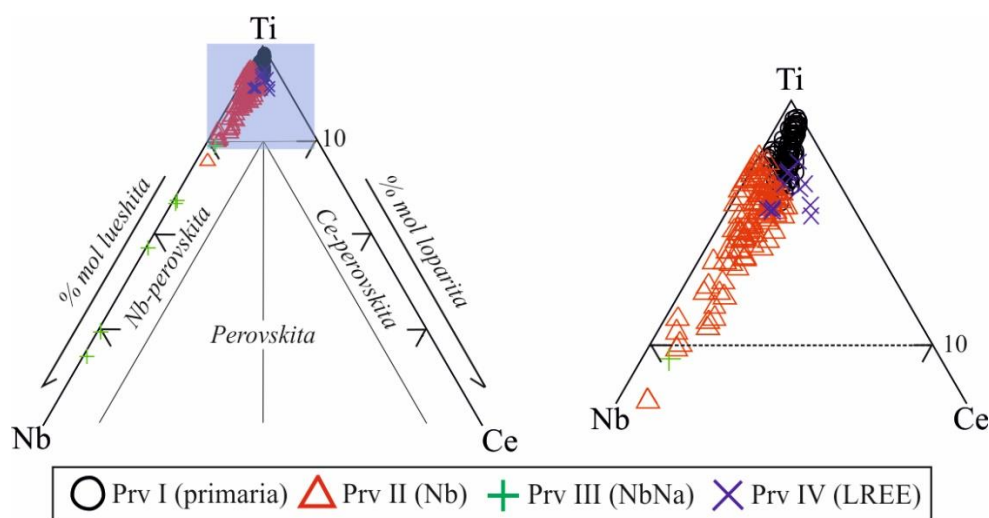 Ti
10
% mol lueshita
Nb-perovskita
Ce-perovskita
% mol loparita
Perovskita
Nb
Ce
Ti
10
Nb
Ce
Prv I (primaria)
Prv II (Nb)
Prv III (NbNa)
Prv IV (LREE)